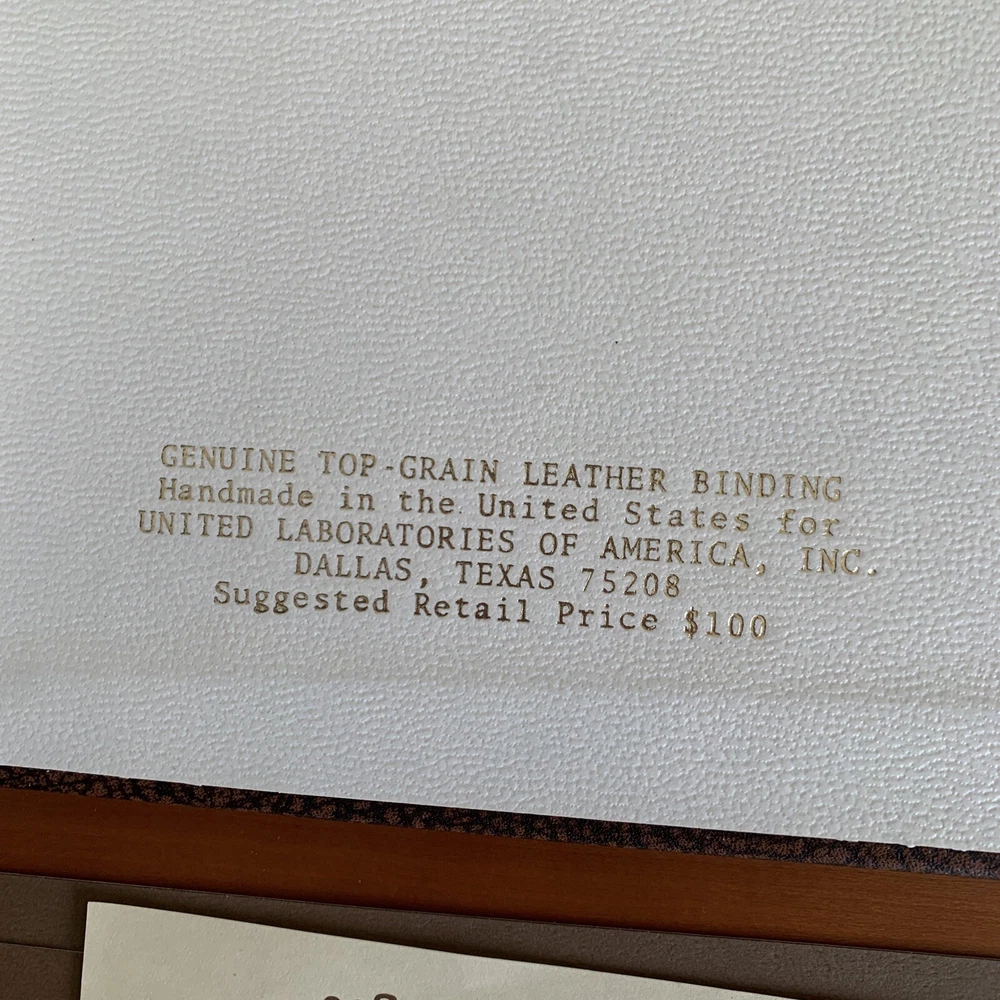 GENUINE TOP-GRAIN LEATHER BINDING
Handmade in the United States for
UNITED LABORATORIES OF AMERICA, INC.
DALLAS, TEXAS 75208
Suggested Retail Price $100